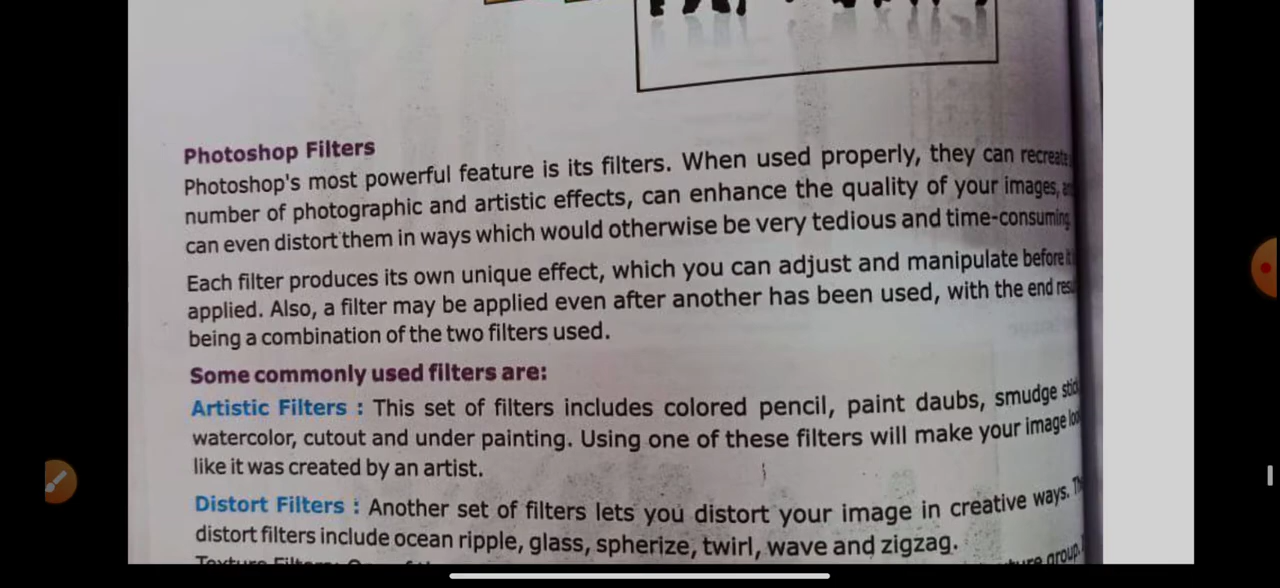 Photoshop Filters
Photoshop's most powerful feature is its filters. When used properly, they can recreate
number of photographic and artistic effects, can enhance the quality of your images,
can even distort them in ways which would otherwise be very tedious and time-consuming
Each filter produces its own unique effect, which you can adjust and manipulate before
applied. Also, a filter may be applied even after another has been used, with the end
being a combination of the two filters used.
Some commonly used filters are:
Artistic Filters : This set of filters includes colored pencil, paint daubs, smudge
watercolor, cutout and under painting. Using one of these filters will make your image
like it was created by an artist.
Distort Filters : Another set of filters lets you distort your image in creative ways.
distort filters include ocean ripple, glass, spherize, twirl, wave and zigzag.
group.